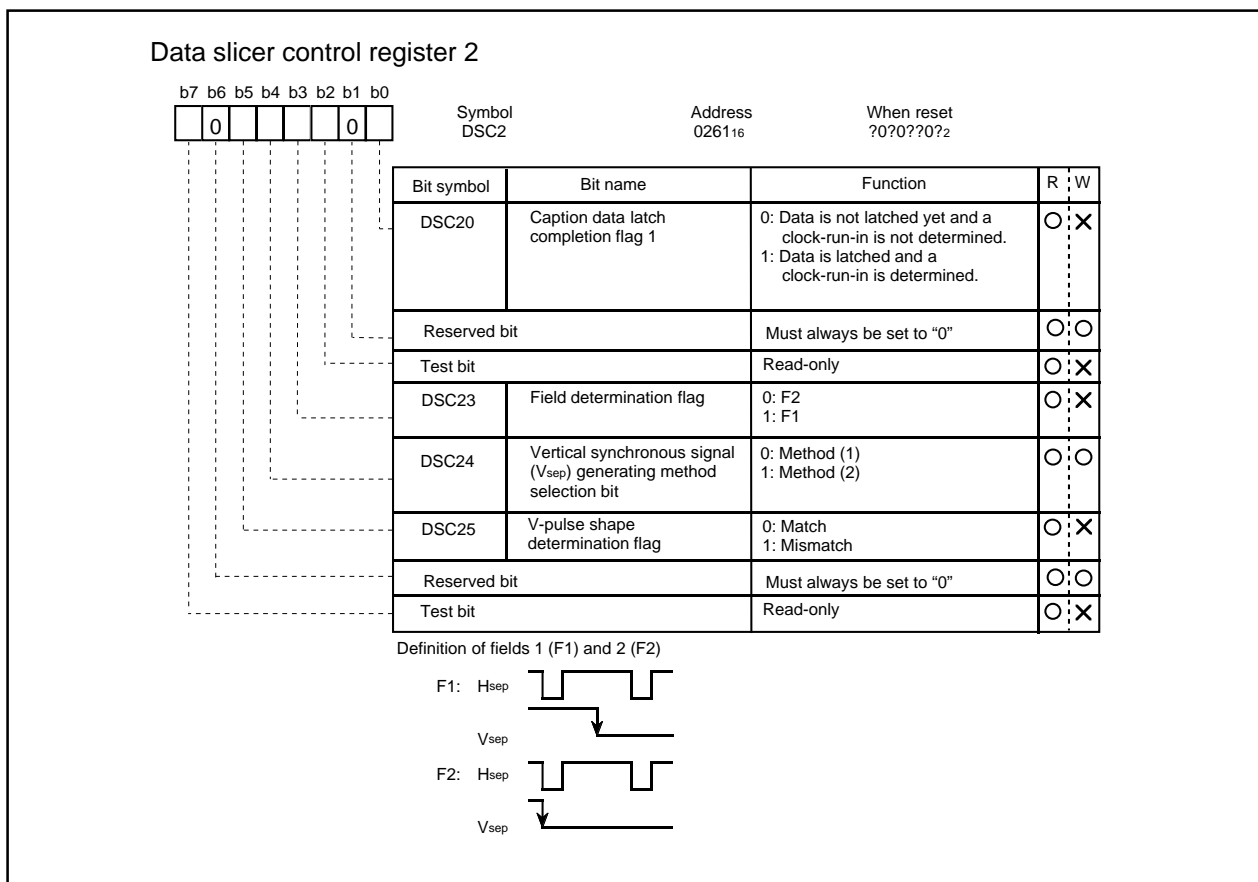 Data slicer control register 2
b7 b6 b5 b4 b3 b2 b1 b0
0 0
Symbol Address When reset
DSC2 026116 ?0?0??0?2
Bit symbol Bit name Function R W
DSC20 Caption data latch 0: Data is not latched yet and a
completion flag 1 clock-run-in is not determined.
1: Data is latched and a
clock-run-in is determined.
Reserved bit Must always be set to “0”
Test bit Read-only
DSC23 Field determination flag 0: F2
1: F1
DSC24 Vertical synchronous signal 0: Method (1)
(Vsep) generating method 1: Method (2)
selection bit
DSC25 V-pulse shape 0: Match
determination flag 1: Mismatch
Reserved bit Must always be set to “0”
Test bit Read-only
Definition of fields 1 (F1) and 2 (F2)
F1: Hsep
Vsep
F2: Hsep
Vsep